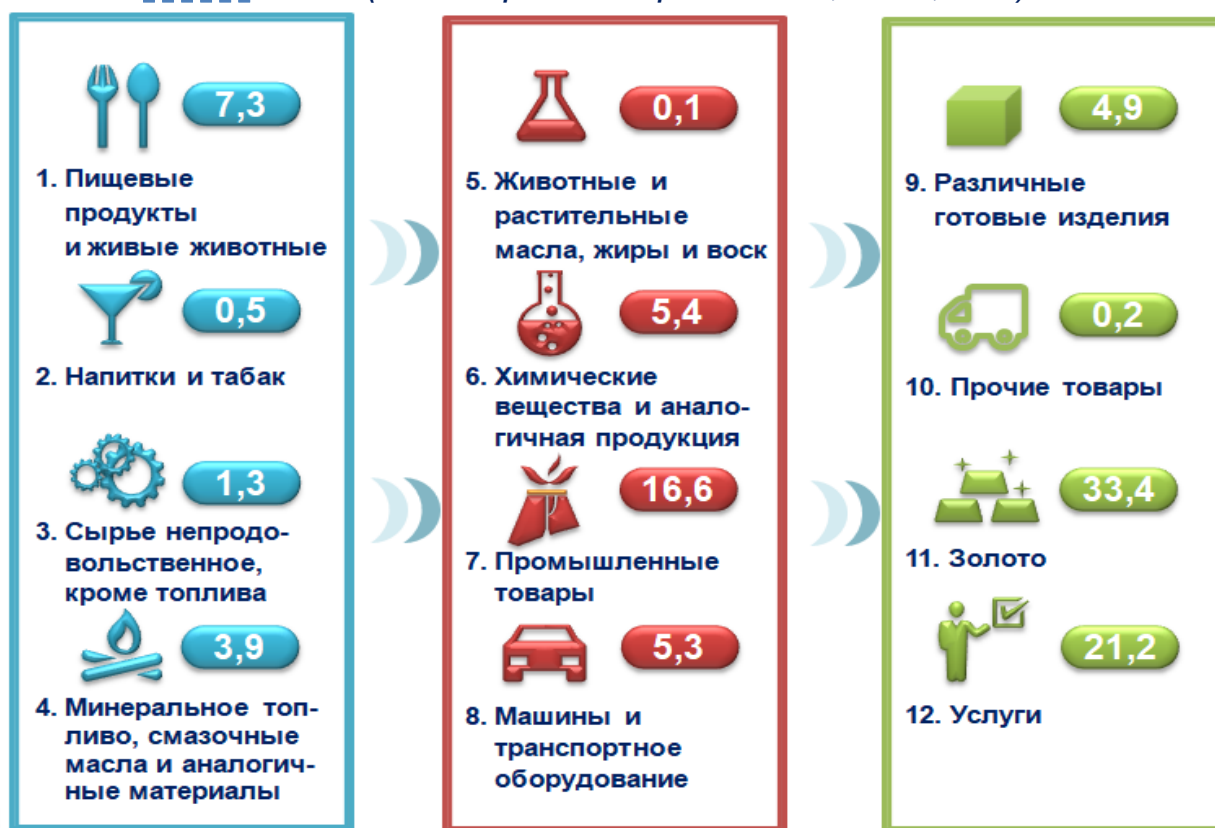 7,3
1. Пищевые
продукты
и живые животные
0,5
2. Напитки и табак
1,3
3. Сырье непродо-
вольственное,
кроме топлива
3,9
4. Минеральное топ-
ливо, смазочные
масла и аналогич-
ные материалы
0,1
5. Животные и
растительные
масла, жиры и воск
5,4
6. Химические
вещества и анало-
гичная продукция
16,6
7. Промышленные
товары
5,3
8. Машины и
транспортное
оборудование
4,9
9. Различные
готовые изделия
0,2
10. Прочие товары
33,4
11. Золото
21,2
12. Услуги